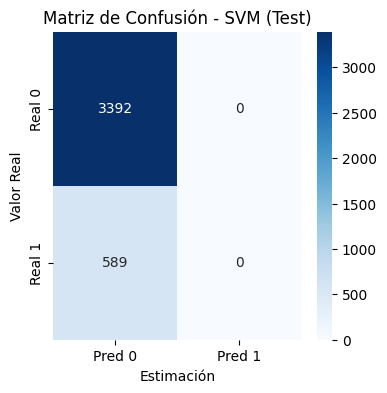 Matriz de Confusión - SVM (Test)
Valor Real
Real 0
3392
0
Real 1
589
0
Pred 0
Pred 1
Estimación
3000
2500
2000
1500
1000
500
0